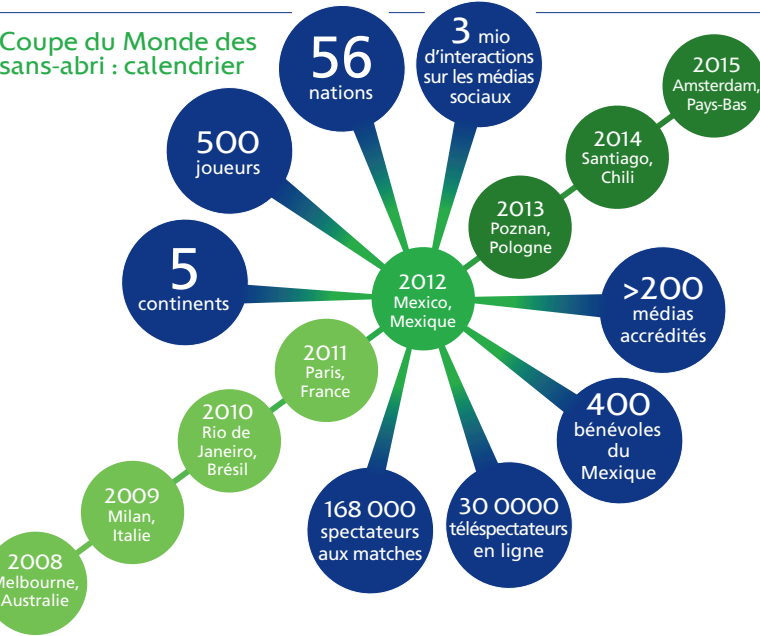 Coupe du Monde des
sans-abri : calendrier
56
nations
3 mio
d'interactions
sur les médias
sociaux
2015
Amsterdam,
Pays-Bas
500
joueurs
2014
Santiago,
Chili
2013
Poznan,
Pologne
5
continents
2012
Mexico,
Mexique
>200
médias
accrédités
2011
Paris,
France
400
bénévoles
du
Mexique
2010
Rio de
Janeiro,
Brésil
2009
Milan,
Italie
168 000
spectateurs
aux matches
30 0000
téléspectateurs
en ligne
2008
Melbourne,
Australie